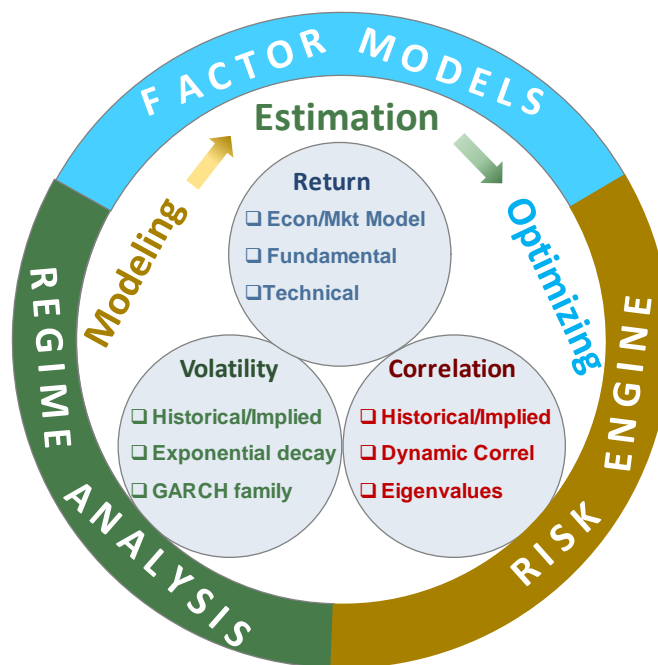 FACTOR MODELS
Estimation
Modeling
Optimizing
Return
❑ Econ/Mkt Model
❑ Fundamental
❑Technical
Volatility
❑ Historical/Implied
❑ Exponential decay
❑ GARCH family
Correlation
❑ Historical/Implied
❑ Dynamic Correl
❑ Eigenvalues
REGIME ANALYSIS
RISK ENGINE